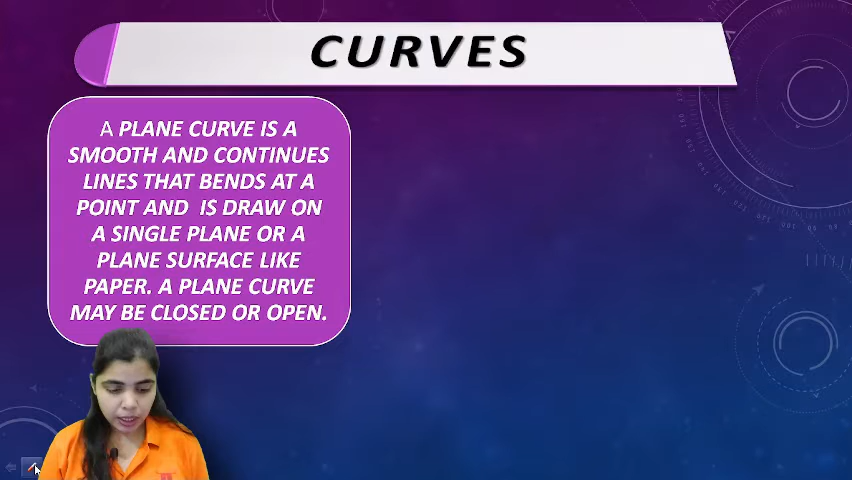 CURVES
A PLANE CURVE IS A
SMOOTH AND CONTINUES
LINES THAT BENDS AT A
POINT AND IS DRAW ON
A SINGLE PLANE OR A
PLANE SURFACE LIKE
PAPER. A PLANE CURVE
MAY BE CLOSED OR OPEN.